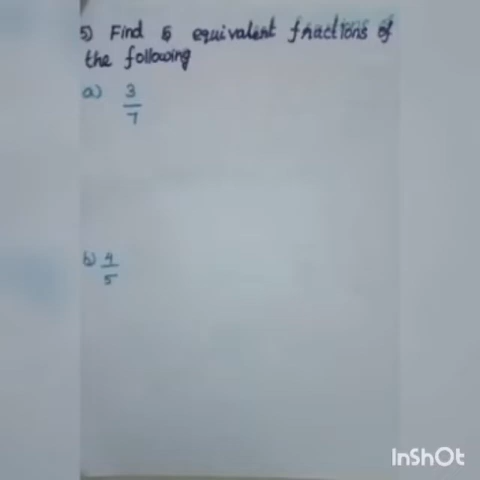 5) Find 5 equivalent fractions of
the following
a) 3/7
b) 4/5
InShOt